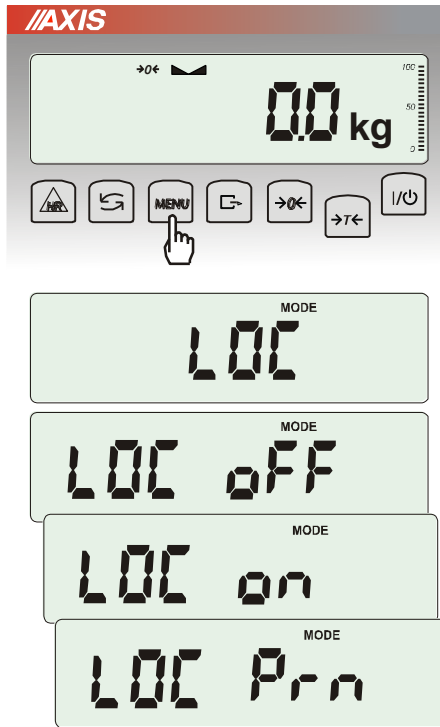 //AXIS
→0←
100
50
0
0.0 kg
HR MENU →0← →T← I/⏻
MODE
LOC
MODE
LOC oFF
MODE
LOC on
MODE
LOC Prn